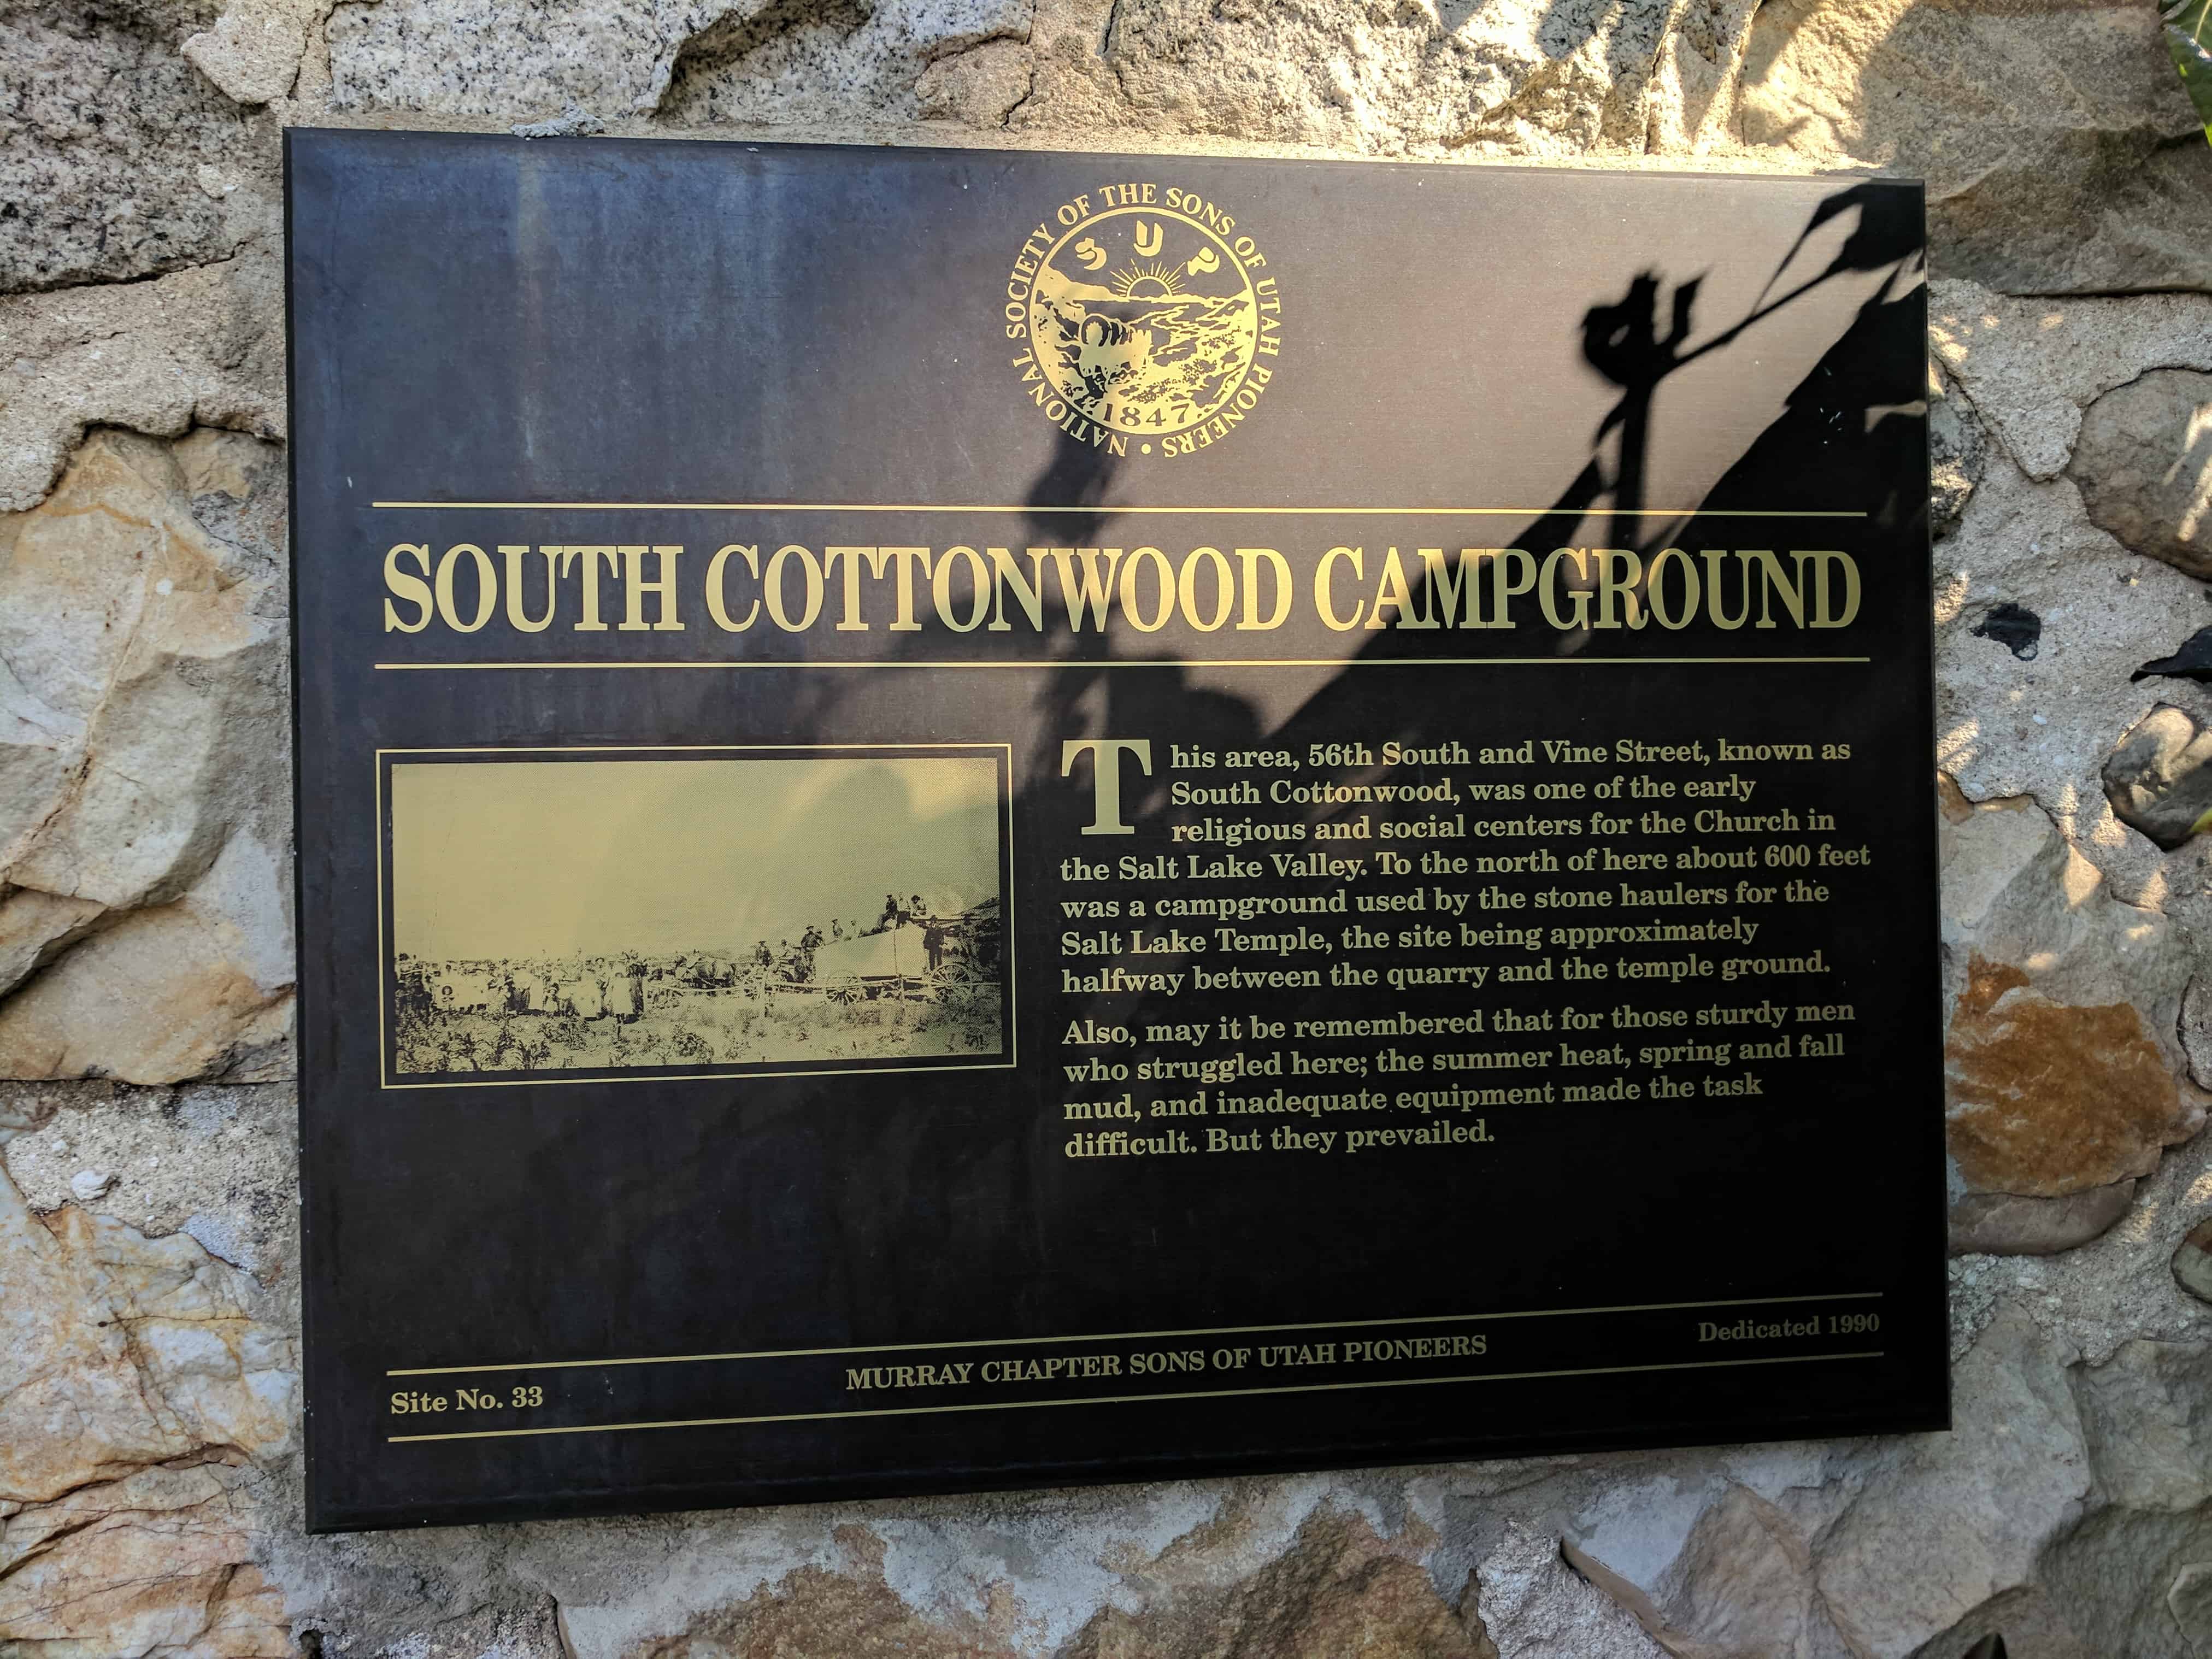 NATIONAL SOCIETY OF THE SONS OF UTAH PIONEERS •
SUP
1847
SOUTH COTTONWOOD CAMPGROUND
This area, 56th South and Vine Street, known as
South Cottonwood, was one of the early
religious and social centers for the Church in
the Salt Lake Valley. To the north of here about 600 feet
was a campground used by the stone haulers for the
Salt Lake Temple, the site being approximately
halfway between the quarry and the temple ground.
Also, may it be remembered that for those sturdy men
who struggled here; the summer heat, spring and fall
mud, and inadequate equipment made the task
difficult. But they prevailed.
Site No. 33
MURRAY CHAPTER SONS OF UTAH PIONEERS
Dedicated 1990